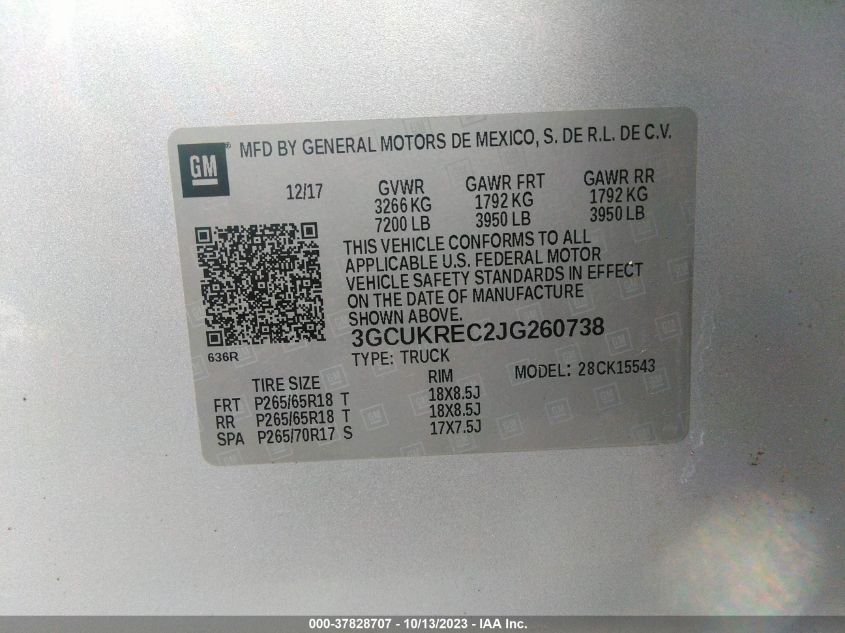 GM ® MFD BY GENERAL MOTORS DE MEXICO, S. DE R.L. DE C.V.
12/17 GVWR GAWR FRT GAWR RR
3266 KG 1792 KG 1792 KG
7200 LB 3950 LB 3950 LB
THIS VEHICLE CONFORMS TO ALL
APPLICABLE U.S. FEDERAL MOTOR
VEHICLE SAFETY STANDARDS IN EFFECT
ON THE DATE OF MANUFACTURE
SHOWN ABOVE.
3GCUKREC2JG260738
636R TYPE: TRUCK MODEL: 28CK15543
TIRE SIZE RIM
FRT P265/65R18 T 18X8.5J
RR P265/65R18 T 18X8.5J
SPA P265/70R17 S 17X7.5J
000-37828707 - 10/13/2023 - IAA Inc.